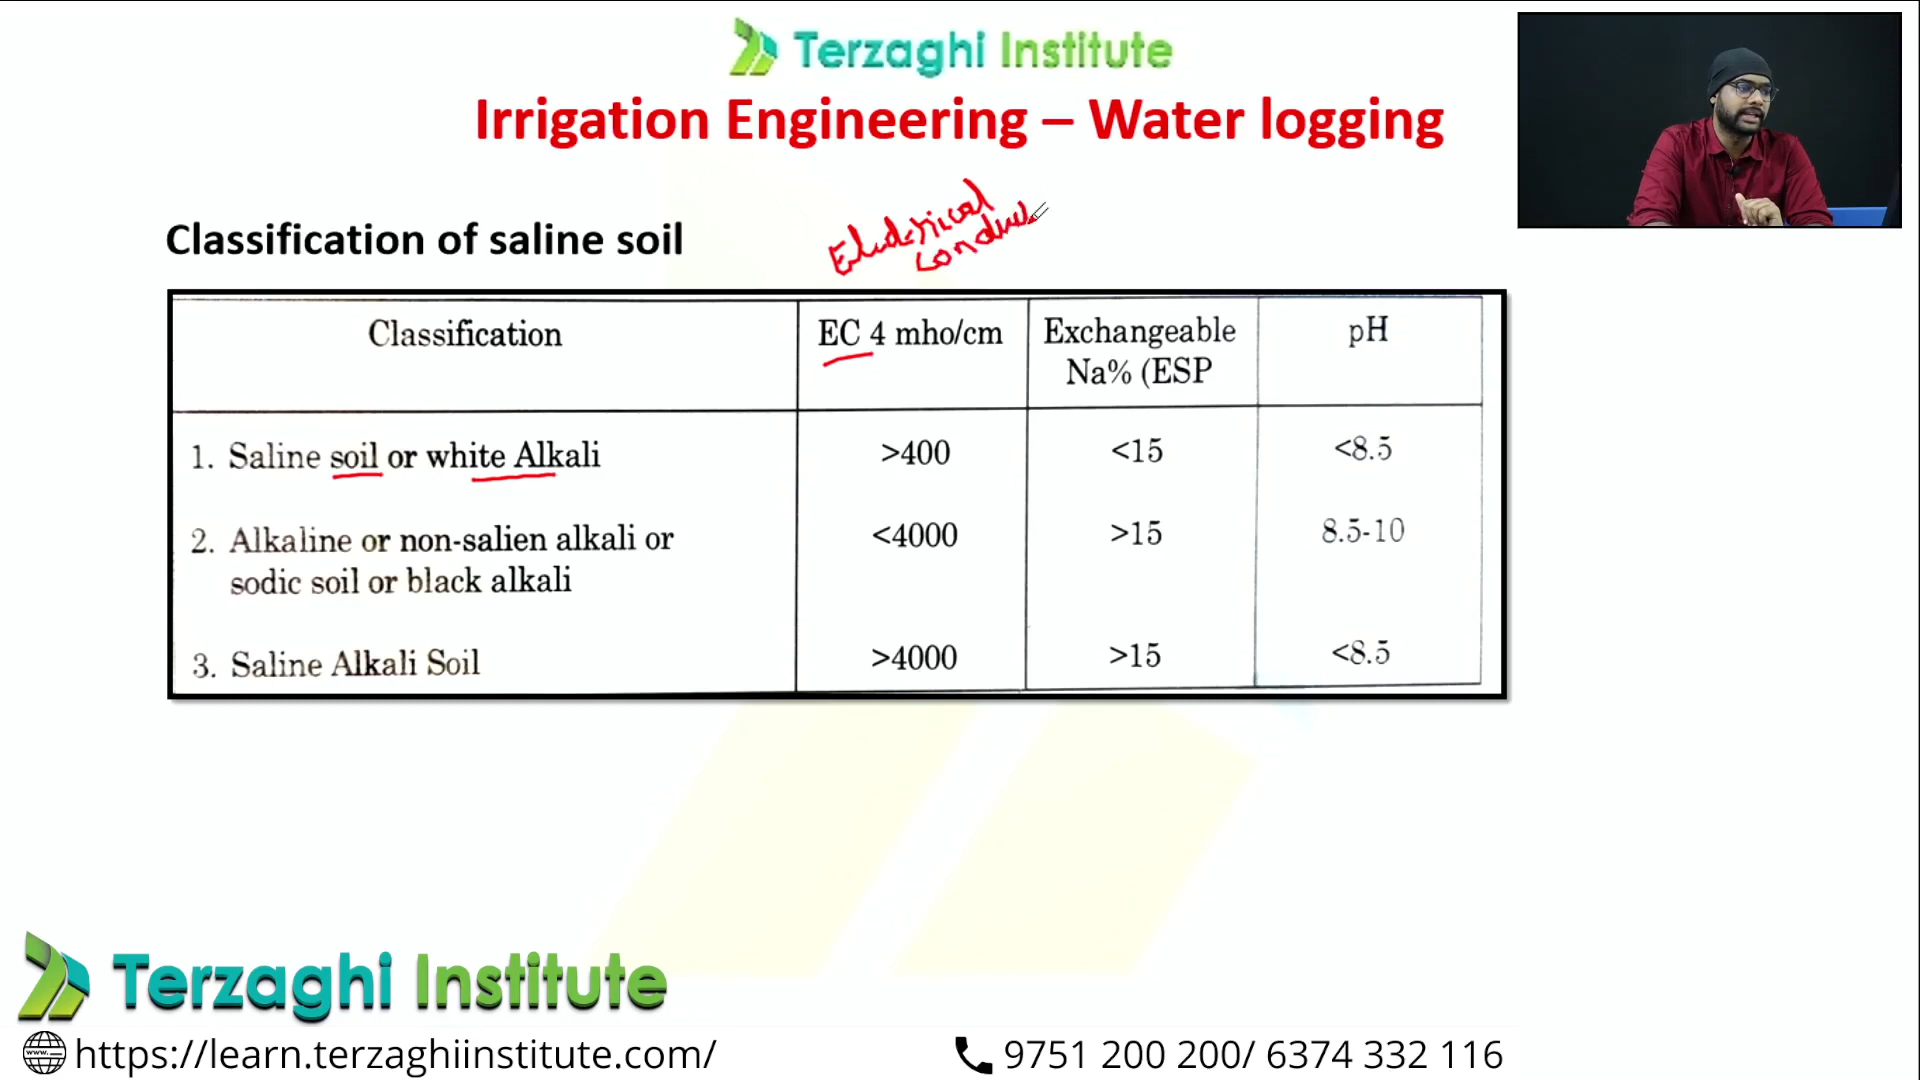 Terzaghi Institute
Irrigation Engineering – Water logging
Electrical
Classification of saline soil
Classification EC 4 mho/cm Exchangeable Na% (ESP pH
1. Saline soil or white Alkali >400 <15 <8.5
2. Alkaline or non-salien alkali or sodic soil or black alkali <4000 >15 8.5-10
3. Saline Alkali Soil >4000 >15 <8.5
Terzaghi Institute
https://learn.terzaghiinstitute.com/ 9751 200 200/ 6374 332 116